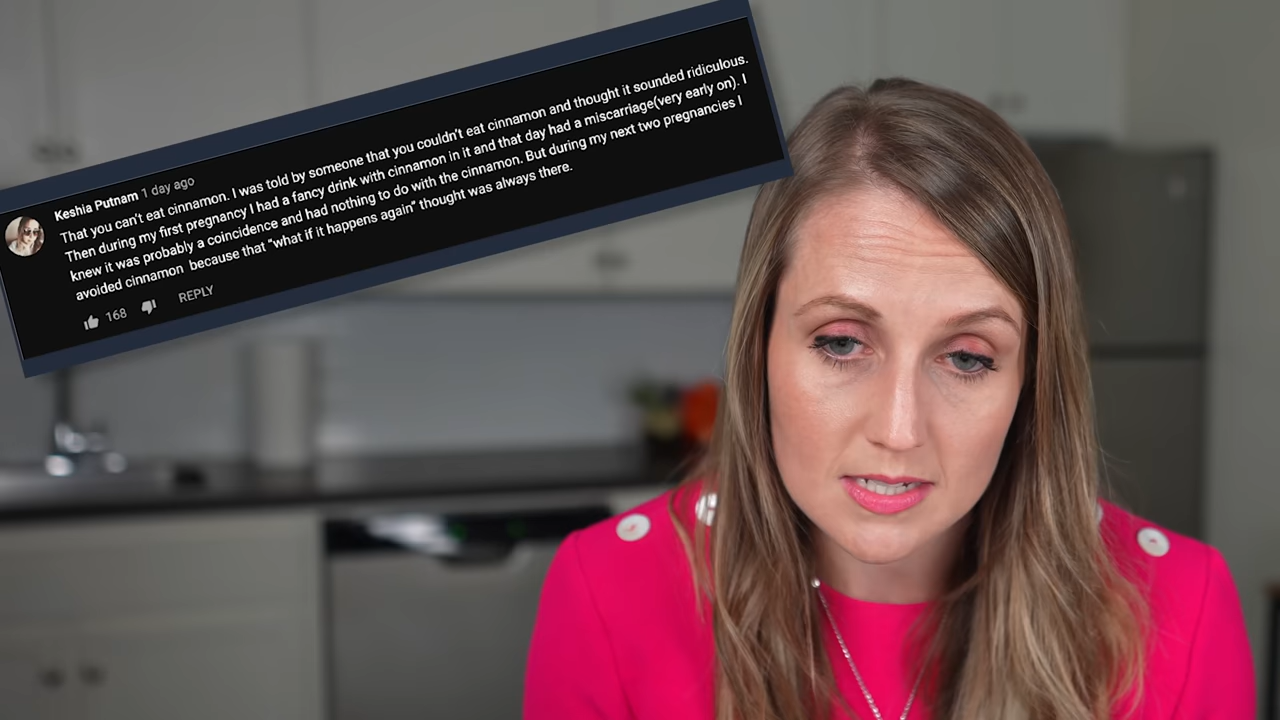 Keshia Putnam 1 day ago
That you can't eat cinnamon. I was told by someone that you couldn't eat cinnamon and thought it sounded ridiculous.
Then during my first pregnancy I had a fancy drink with cinnamon in it and that day had a miscarriage(very early on). I
knew it was probably a coincidence and had nothing to do with the cinnamon. But during my next two pregnancies I
avoided cinnamon because that "what if it happens again" thought was always there.
168 REPLY